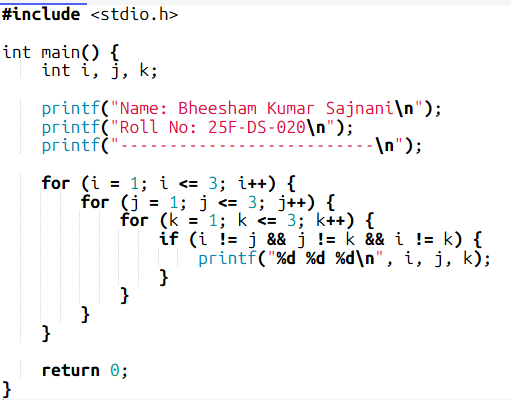 #include <stdio.h>

int main() {
    int i, j, k;

    printf("Name: Bheesham Kumar Sajnani\n");
    printf("Roll No: 25F-DS-020\n");
    printf("--------------------------\n");

    for (i = 1; i <= 3; i++) {
        for (j = 1; j <= 3; j++) {
            for (k = 1; k <= 3; k++) {
                if (i != j && j != k && i != k) {
                    printf("%d %d %d\n", i, j, k);
                }
            }
        }
    }

    return 0;
}